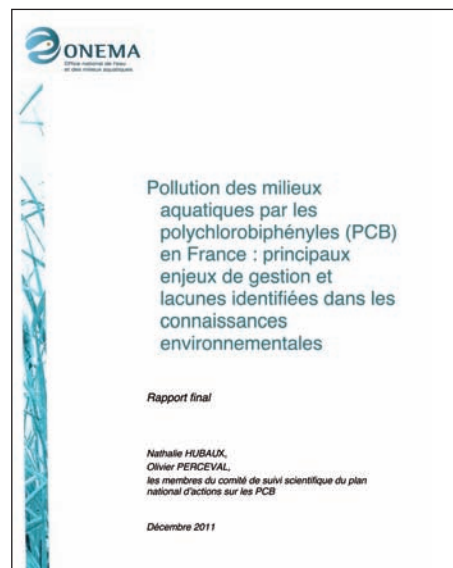 ONEMA
Office national de l'eau
et des milieux aquatiques
Pollution des milieux
aquatiques par les
polychlorobiphényles (PCB)
en France : principaux
enjeux de gestion et
lacunes identifiées dans les
connaissances
environnementales
Rapport final
Nathalie HUBAUX,
Olivier PERCEVAL,
les membres du comité de suivi scientifique du plan
national d'actions sur les PCB
Décembre 2011